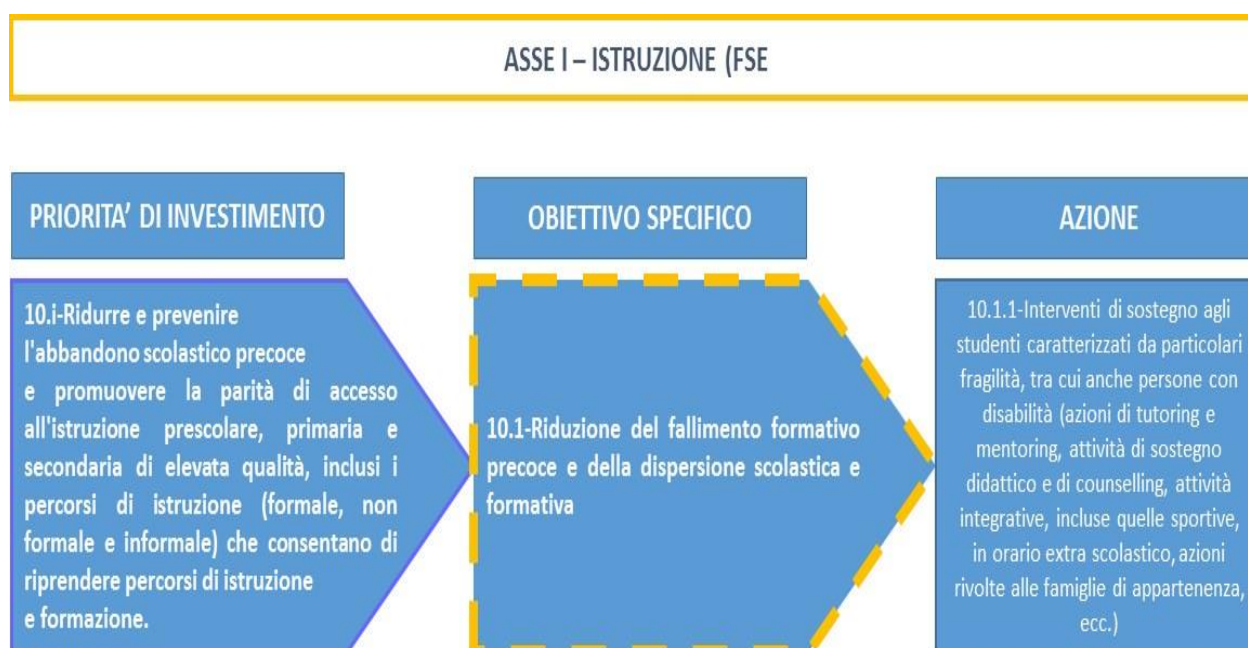 ASSE I – ISTRUZIONE (FSE
PRIORITA’ DI INVESTIMENTO
10.i-Ridurre e prevenire
l'abbandono scolastico precoce
e promuovere la parità di accesso
all'istruzione prescolare, primaria e
secondaria di elevata qualità, inclusi i
percorsi di istruzione (formale, non
formale e informale) che consentano di
riprendere percorsi di istruzione
e formazione.
OBIETTIVO SPECIFICO
10.1-Riduzione del fallimento formativo
precoce e della dispersione scolastica e
formativa
AZIONE
10.1.1-Interventi di sostegno agli
studenti caratterizzati da particolari
fragilità, tra cui anche persone con
disabilità (azioni di tutoring e
mentoring, attività di sostegno
didattico e di counselling, attività
integrative, incluse quelle sportive,
in orario extra scolastico, azioni
rivolte alle famiglie di appartenenza,
ecc.)